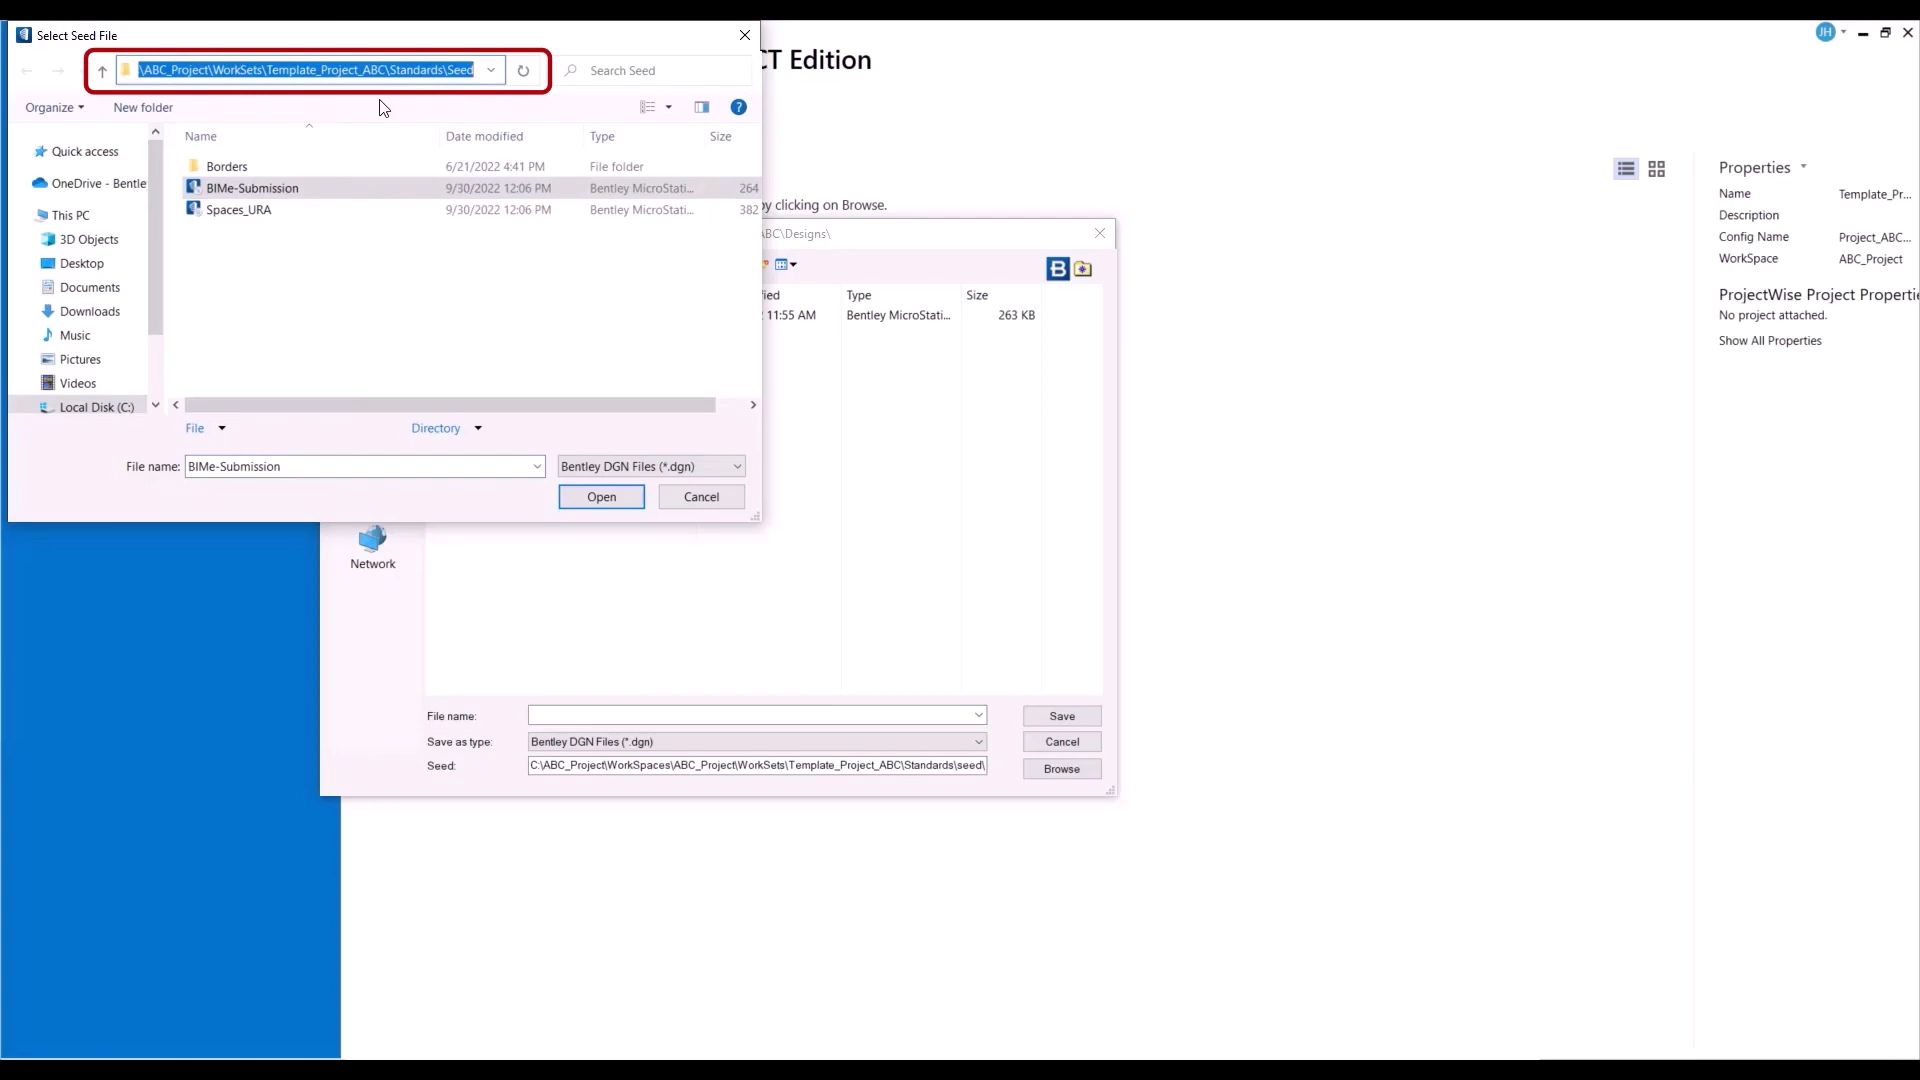 Select Seed File
\ABC_Project\WorkSets\Template_Project_ABC\Standards\Seed
Search Seed
CT Edition
JH
Organize
New folder
Name
Date modified
Type
Size
Quick access
OneDrive - Bentle
This PC
3D Objects
Desktop
Documents
Downloads
Music
Pictures
Videos
Local Disk (C:)
Borders
6/21/2022 4:41 PM
File folder
BIMe-Submission
9/30/2022 12:06 PM
Bentley MicroStati...
264
Spaces_URA
9/30/2022 12:06 PM
Bentley MicroStati...
382
File
Directory
File name:
BIMe-Submission
Bentley DGN Files (*.dgn)
Open
Cancel
by clicking on Browse.
ABC\Designs\
B
Type
Size
11:55 AM
Bentley MicroStati...
263 KB
Network
File name:
Save
Save as type:
Bentley DGN Files (*.dgn)
Cancel
Seed:
C:\ABC_Project\WorkSpaces\ABC_Project\WorkSets\Template_Project_ABC\Standards\seed\
Browse
Properties
Name
Template_Pr...
Description
Config Name
Project_ABC...
WorkSpace
ABC_Project
ProjectWise Project Properti
No project attached.
Show All Properties